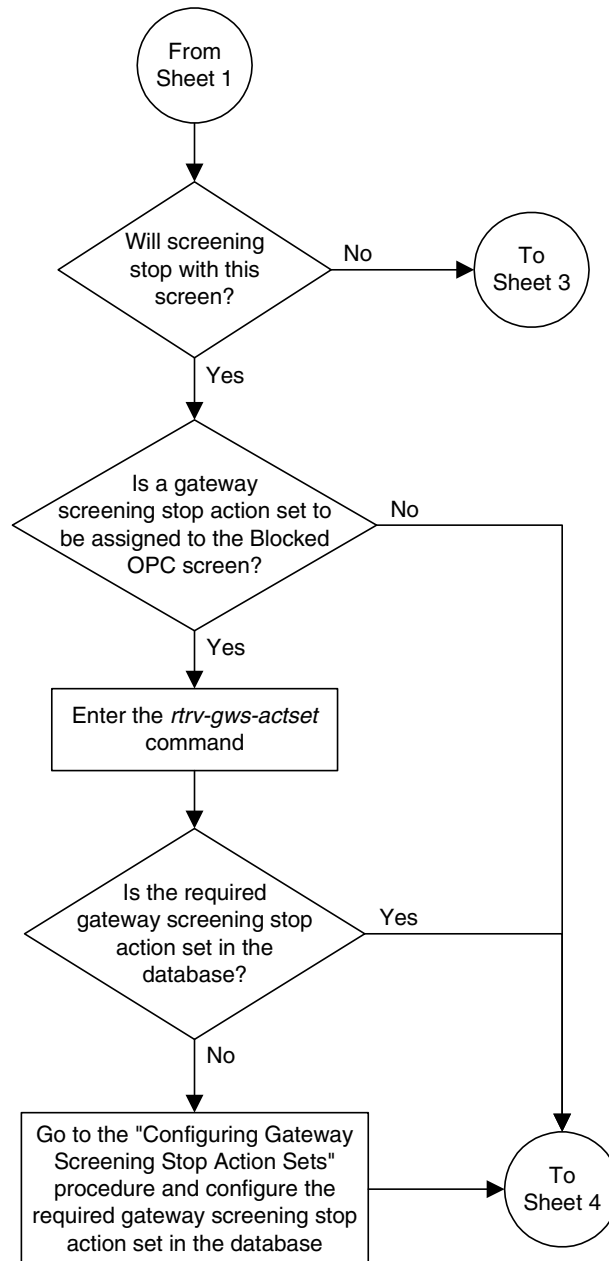 From
Sheet 1
Will screening
stop with this
screen?
No
To
Sheet 3
Yes
Is a gateway
screening stop action set to
be assigned to the Blocked
OPC screen?
No
Yes
Enter the rtrv-gws-actset
command
Is the required
gateway screening stop
action set in the
database?
Yes
No
Go to the "Configuring Gateway
Screening Stop Action Sets"
procedure and configure the
required gateway screening stop
action set in the database
To
Sheet 4